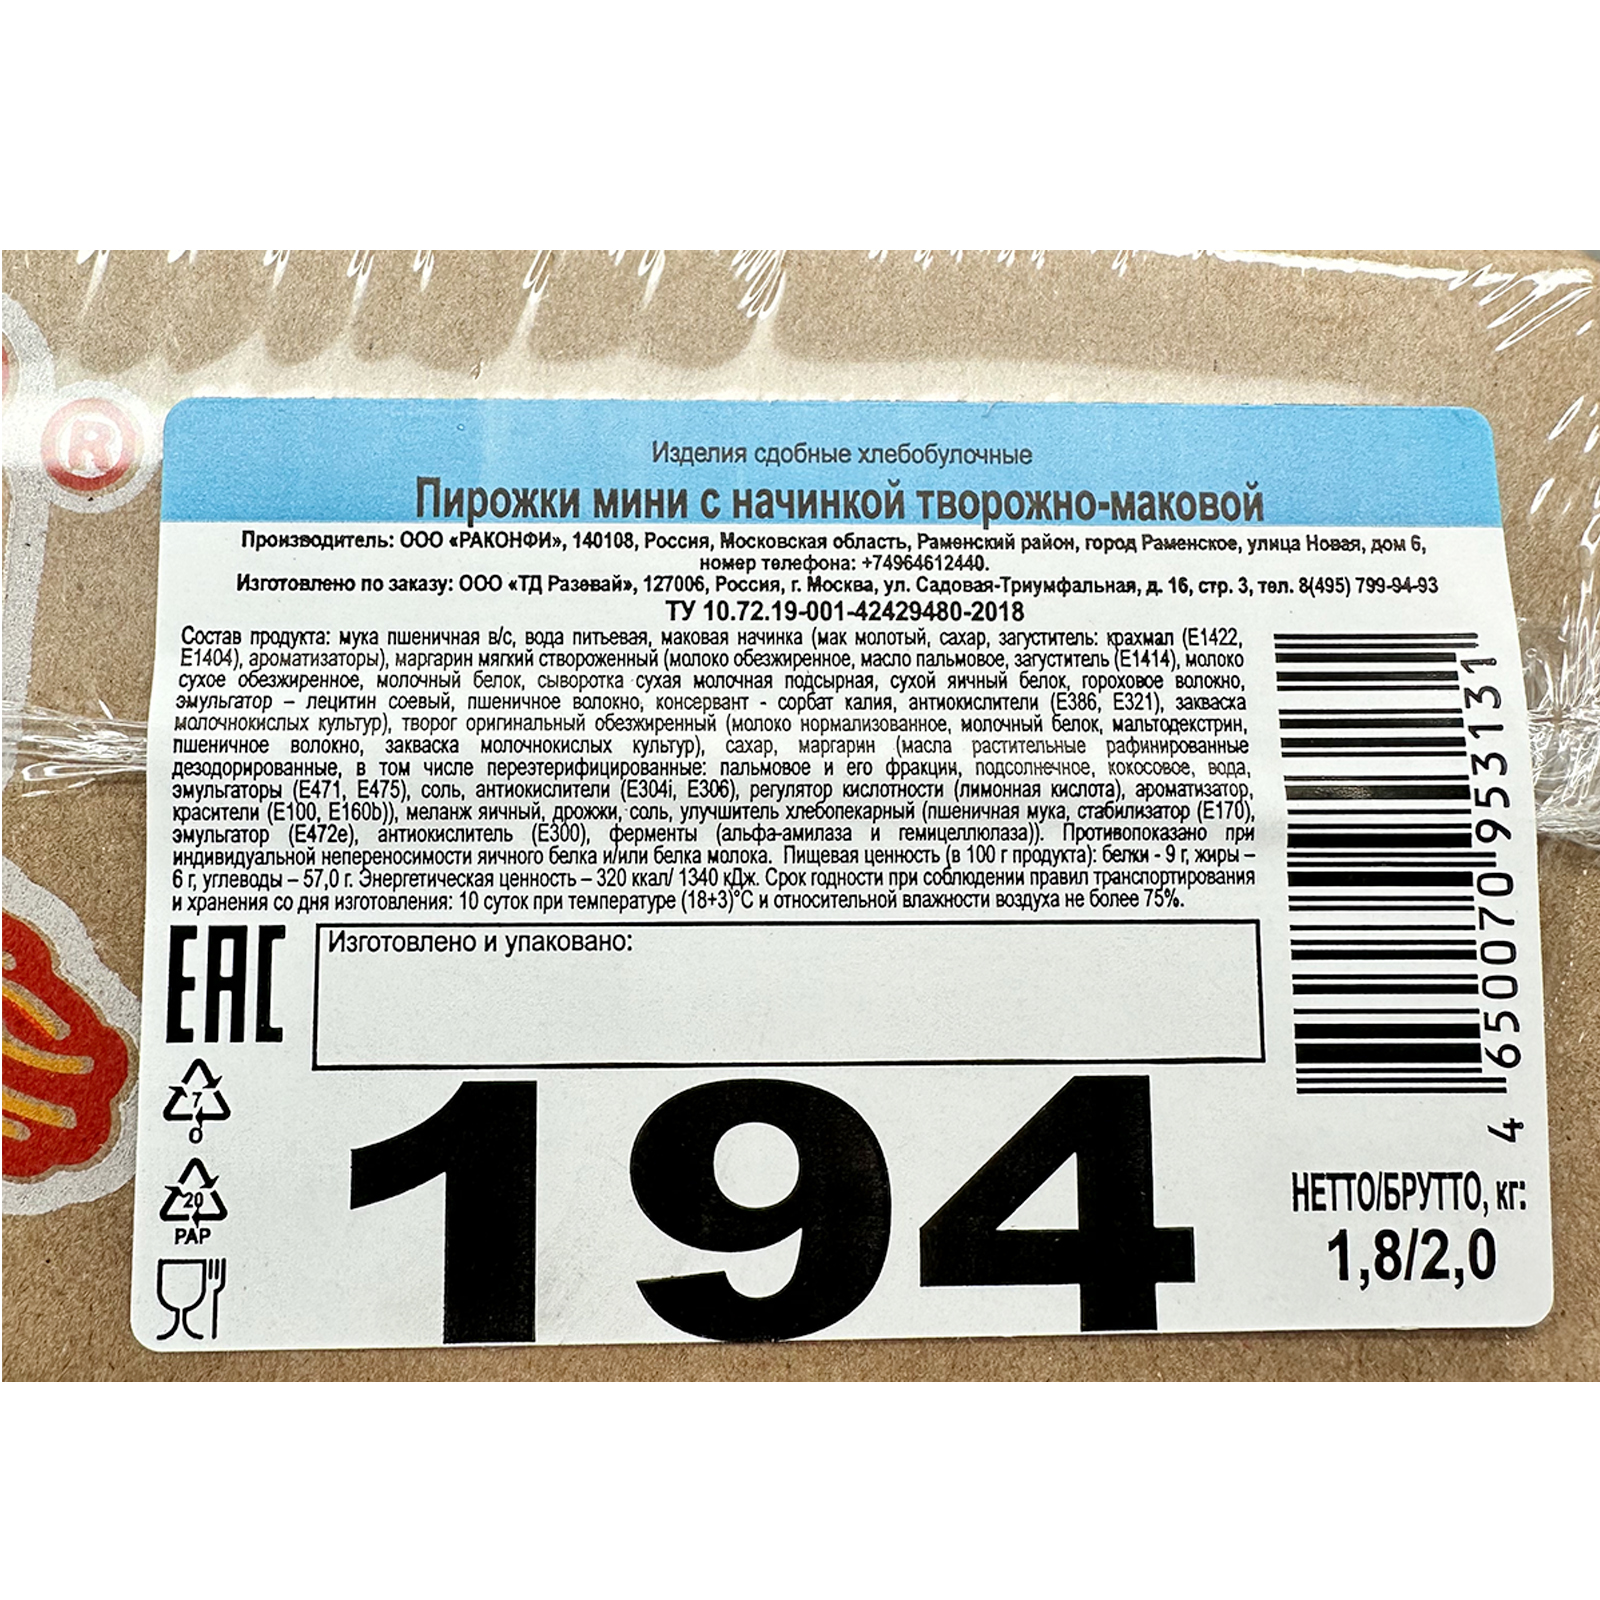 ®
Изделия сдобные хлебобулочные
Пирожки мини с начинкой творожно-маковой
Производитель: ООО «РАКОНФИ», 140108, Россия, Московская область, Раменский район, город Раменское, улица Новая, дом 6,
номер телефона: +74964612440.
Изготовлено по заказу: ООО «ТД Разевай», 127006, Россия, г. Москва, ул. Садовая-Триумфальная, д. 16, стр. 3, тел. 8(495) 799-94-93
ТУ 10.72.19-001-42429480-2018
Состав продукта: мука пшеничная в/с, вода питьевая, маковая начинка (мак молотый, сахар, загуститель: крахмал (Е1422,
Е1404), ароматизаторы), маргарин мягкий створоженный (молоко обезжиренное, масло пальмовое, загуститель (Е1414), молоко
сухое обезжиренное, молочный белок, сыворотка сухая молочная подсырная, сухой яичный белок, гороховое волокно,
эмульгатор – лецитин соевый, пшеничное волокно, консервант - сорбат калия, антиокислители (Е386, Е321), закваска
молочнокислых культур), творог оригинальный обезжиренный (молоко нормализованное, молочный белок, мальтодекстрин,
пшеничное волокно, закваска молочнокислых культур), сахар, маргарин (масла растительные рафинированные
дезодорированные, в том числе переэтерифицированные: пальмовое и его фракции, подсолнечное, кокосовое, вода,
эмульгаторы (Е471, Е475), соль, антиокислители (Е304i, Е306), регулятор кислотности (лимонная кислота), ароматизатор,
красители (Е100, Е160b)), меланж яичный, дрожжи, соль, улучшитель хлебопекарный (пшеничная мука, стабилизатор (Е170),
эмульгатор (Е472е), антиокислитель (Е300), ферменты (альфа-амилаза и гемицеллюлаза)). Противопоказано при
индивидуальной непереносимости яичного белка и/или белка молока. Пищевая ценность (в 100 г продукта): белки - 9 г, жиры –
6 г, углеводы – 57,0 г. Энергетическая ценность – 320 ккал/ 1340 кДж. Срок годности при соблюдении правил транспортирования
и хранения со дня изготовления: 10 суток при температуре (18+3)°С и относительной влажности воздуха не более 75%.
4 650070 953131
ЕАС
Изготовлено и упаковано:
7
O
20
PAP
194
НЕТТО/БРУТТО, кг:
1,8/2,0